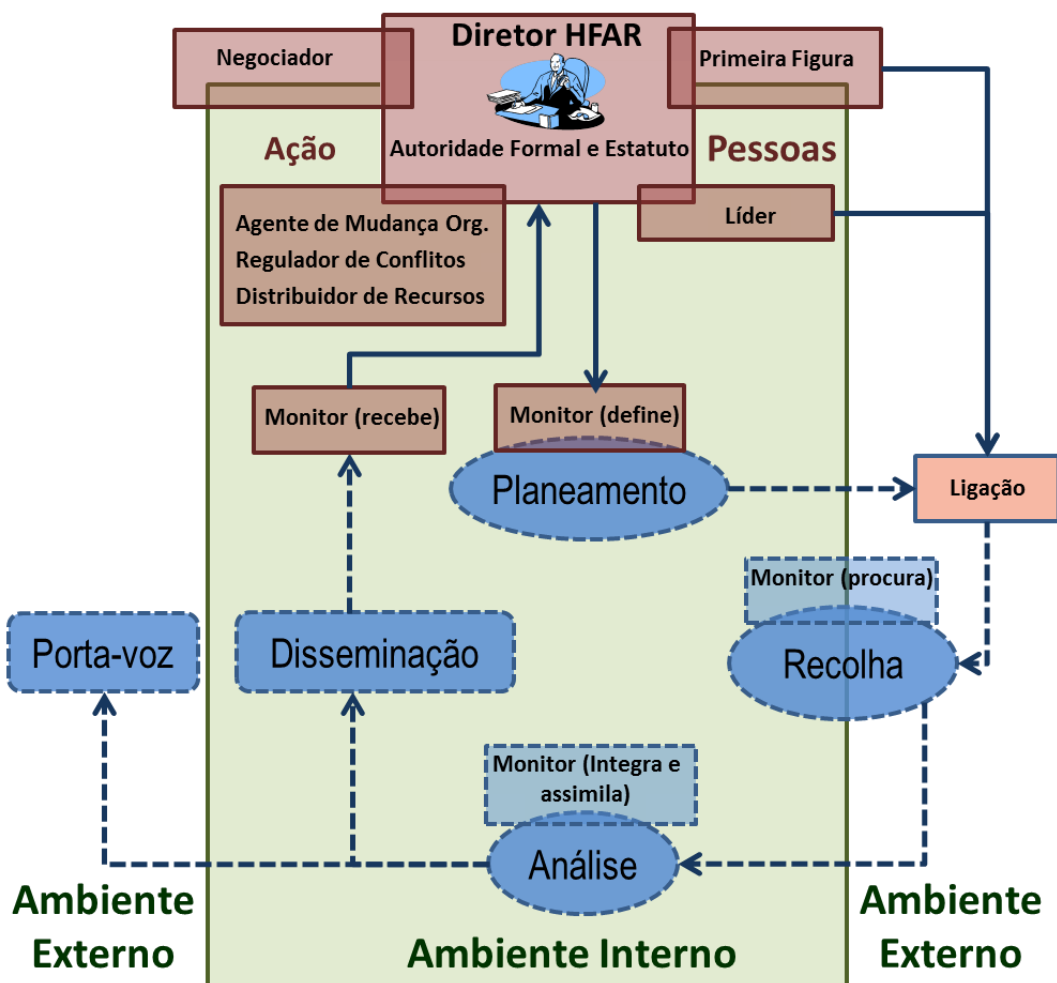 Diretor HFAR
Negociador
Primeira Figura
Ação
Autoridade Formal e Estatuto
Pessoas
Agente de Mudança Org.
Regulador de Conflitos
Distribuidor de Recursos
Líder
Monitor (recebe)
Monitor (define)
Planeamento
Ligação
Monitor (procura)
Porta-voz
Disseminação
Recolha
Monitor (Integra e
assimila)
Análise
Ambiente
Externo
Ambiente Interno
Ambiente
Externo